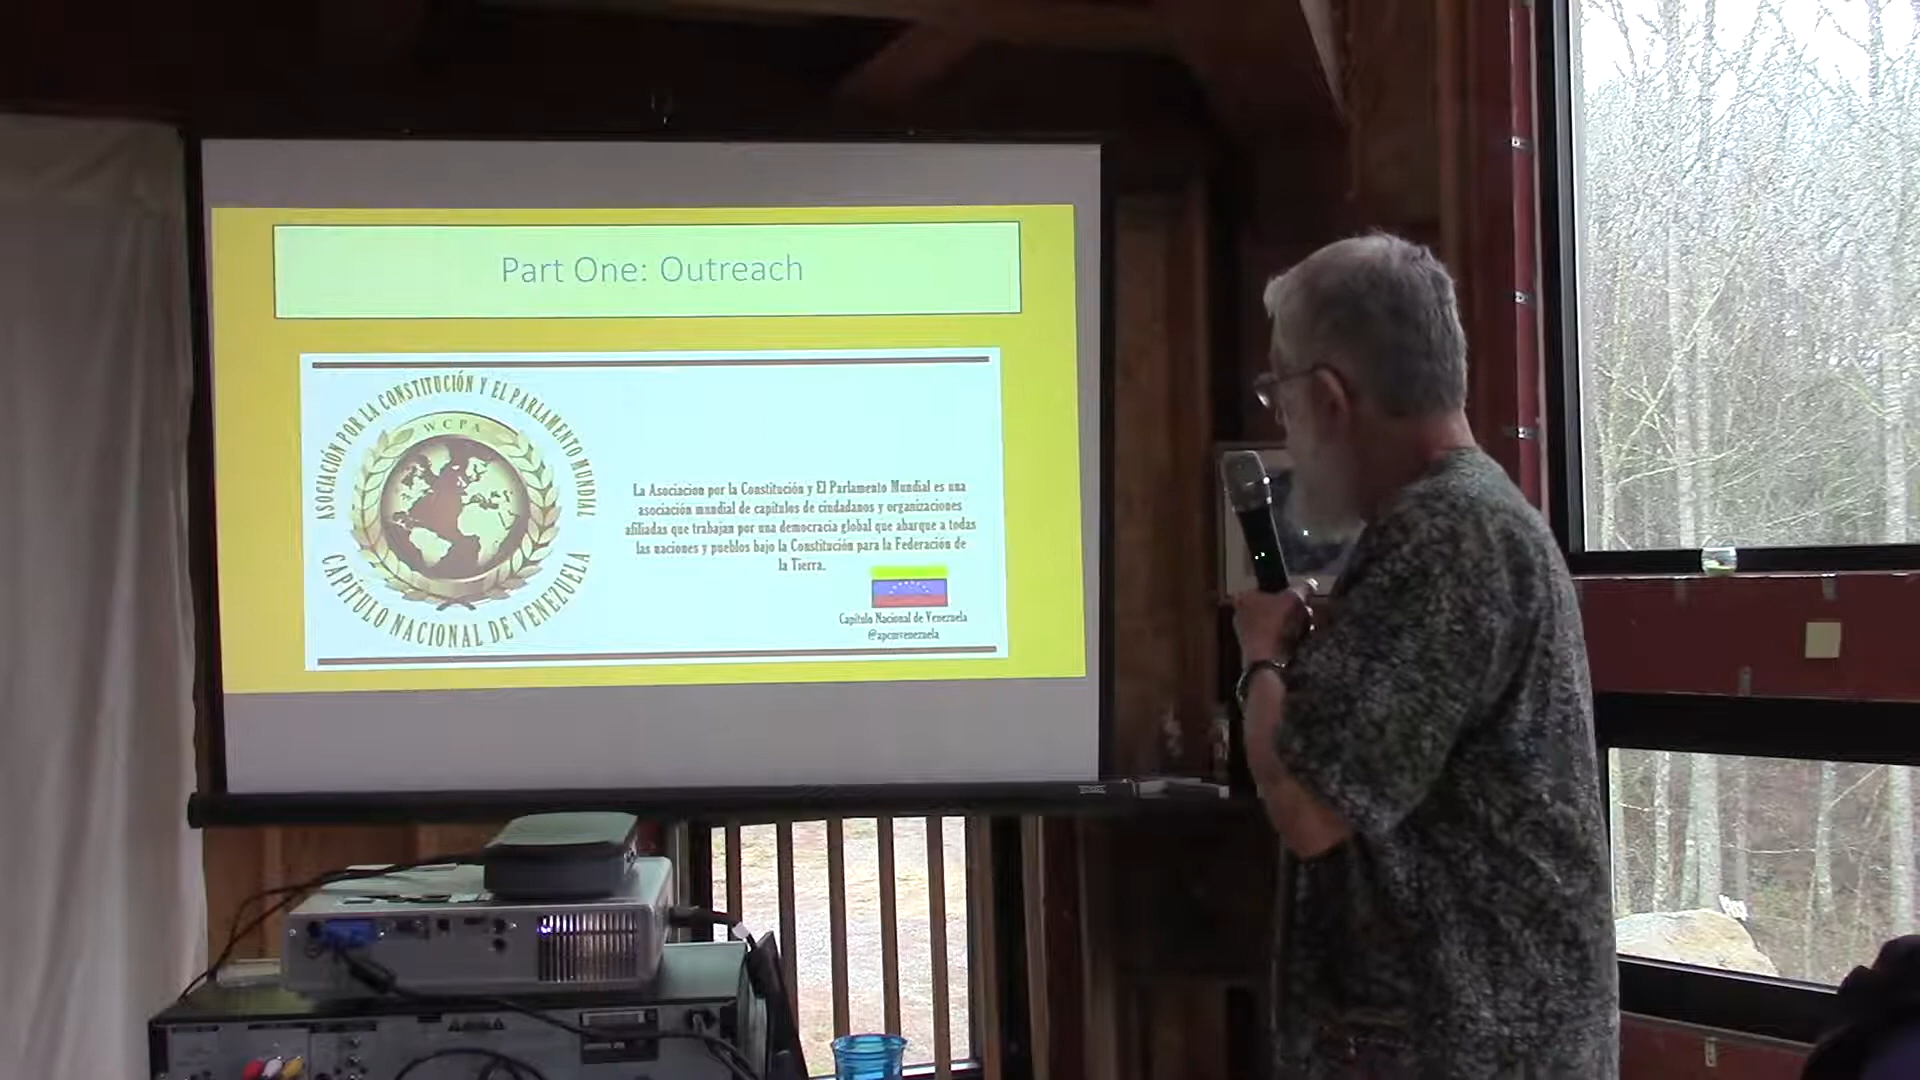 Part One: Outreach
ASOCIACIÓN POR LA CONSTITUCIÓN Y EL PARLAMENTO MUNDIAL
WCPA
CAPÍTULO NACIONAL DE VENEZUELA
La Asociacion por la Constitución y El Parlamento Mundial es una
asociación mundial de capítulos de ciudadanos y organizaciones
afiliadas que trabajan por una democracia global que abarque a todas
las naciones y pueblos bajo la Constitución para la Federación de
la Tierra.
Capítulo Nacional de Venezuela
@apcmvenezuela